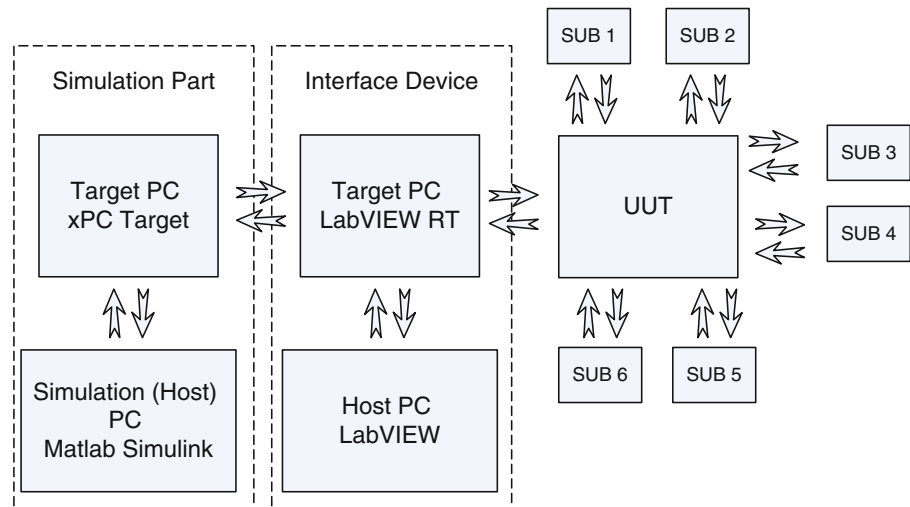 SUB 1
SUB 2
Simulation Part
Interface Device
Target PC
xPC Target
Target PC
LabVIEW RT
UUT
SUB 3
SUB 4
Simulation (Host)
PC
Matlab Simulink
Host PC
LabVIEW
SUB 6
SUB 5